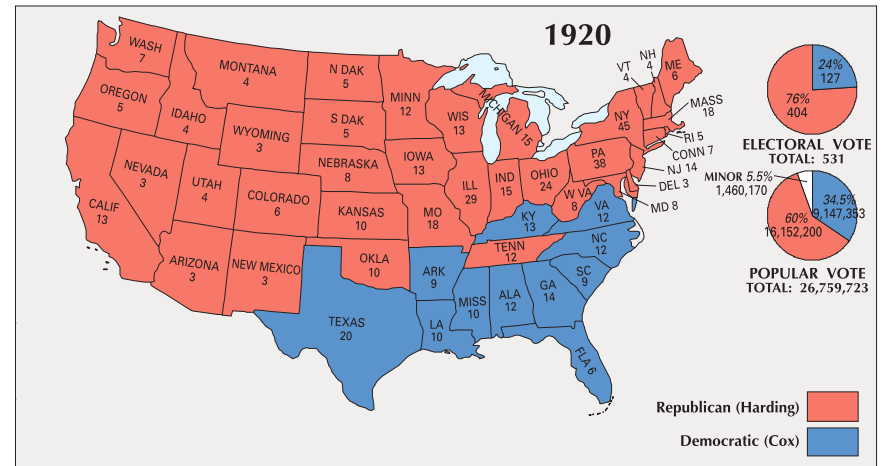 1920
WASH
7
OREGON
5
CALIF
13
IDAHO
4
NEVADA
3
MONTANA
4
WYOMING
3
UTAH
4
COLORADO
6
ARIZONA
3
NEW MEXICO
3
N DAK
5
S DAK
5
NEBRASKA
8
KANSAS
10
OKLA
10
TEXAS
20
MINN
12
IOWA
13
MO
18
ARK
9
LA
10
WIS
13
ILL
29
MICHIGAN 15
IND
15
OHIO
24
KY
13
TENN
12
MISS
10
ALA
12
GA
14
FLA 6
SC
9
NC
12
VA
12
W VA
8
PA
38
NY
45
VT
4
NH
4
ME
6
MASS
18
RI 5
CONN 7
NJ 14
DEL 3
MD 8
24%
127
76%
404
ELECTORAL VOTE
TOTAL: 531
MINOR 5.5%
1,460,170
34.5%
9,147,353
60%
16,152,200
POPULAR VOTE
TOTAL: 26,759,723
Republican (Harding)
Democratic (Cox)